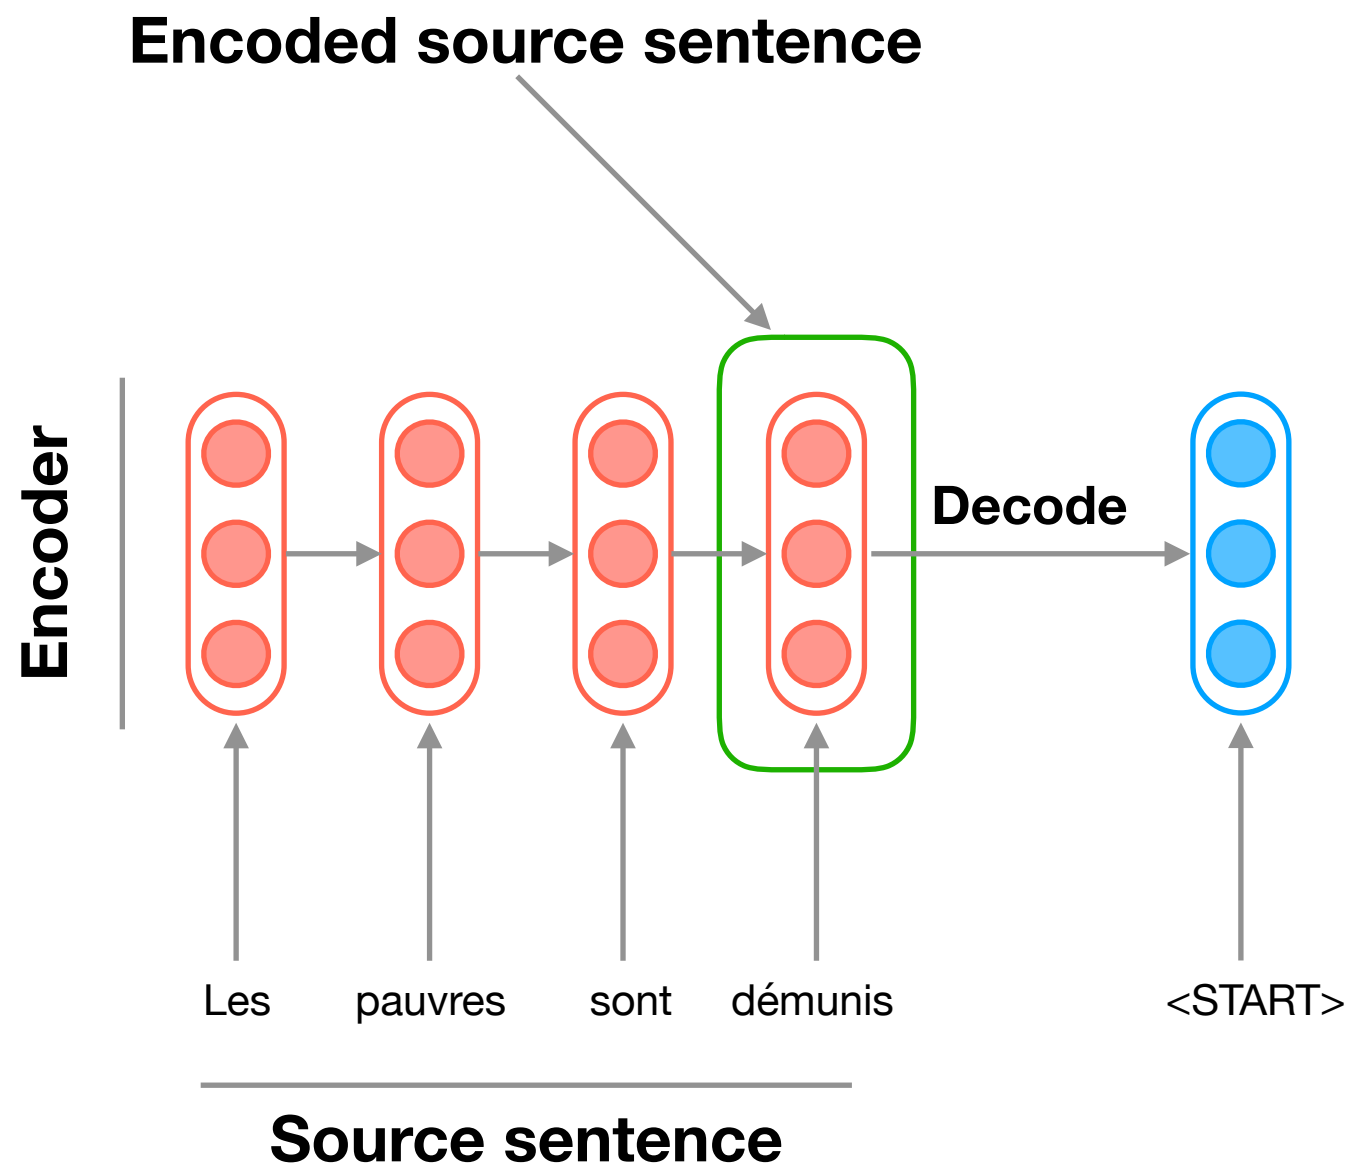 Encoded source sentence
Encoder
Decode
Les pauvres sont démunis <START>
Source sentence